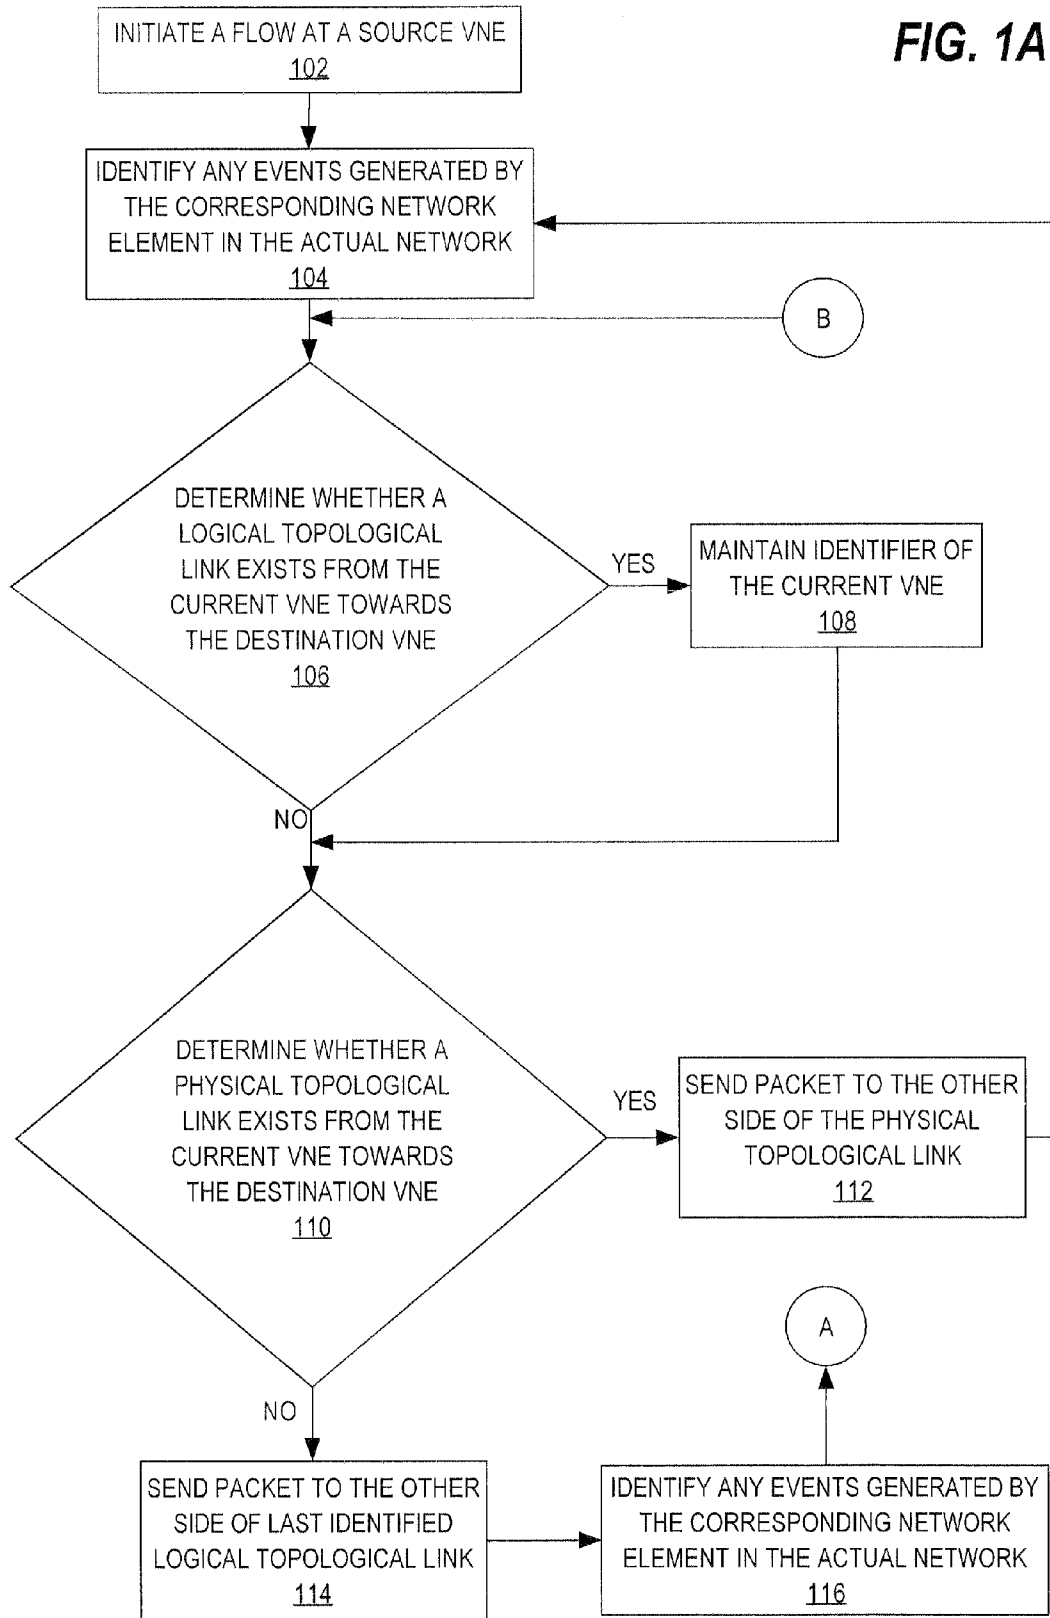 FIG. 1A
INITIATE A FLOW AT A SOURCE VNE
102
IDENTIFY ANY EVENTS GENERATED BY
THE CORRESPONDING NETWORK
ELEMENT IN THE ACTUAL NETWORK
104
B
DETERMINE WHETHER A
LOGICAL TOPOLOGICAL
LINK EXISTS FROM THE
CURRENT VNE TOWARDS
THE DESTINATION VNE
106
YES
MAINTAIN IDENTIFIER OF
THE CURRENT VNE
108
NO
DETERMINE WHETHER A
PHYSICAL TOPOLOGICAL
LINK EXISTS FROM THE
CURRENT VNE TOWARDS
THE DESTINATION VNE
110
YES
SEND PACKET TO THE OTHER
SIDE OF THE PHYSICAL
TOPOLOGICAL LINK
112
A
NO
SEND PACKET TO THE OTHER
SIDE OF LAST IDENTIFIED
LOGICAL TOPOLOGICAL LINK
114
IDENTIFY ANY EVENTS GENERATED BY
THE CORRESPONDING NETWORK
ELEMENT IN THE ACTUAL NETWORK
116